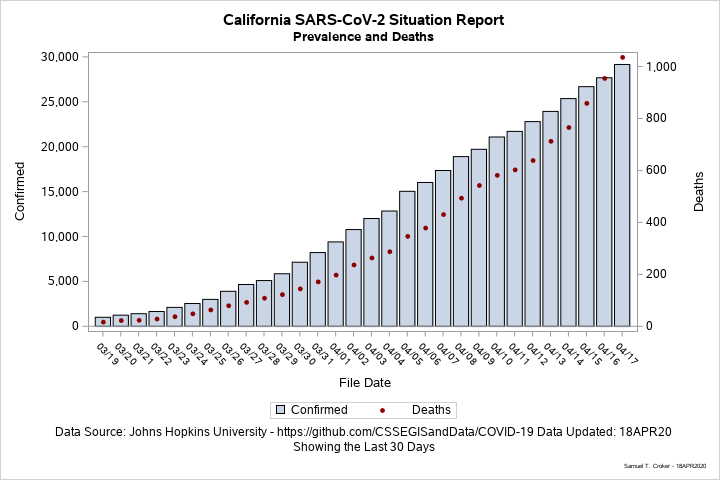 California SARS-CoV-2 Situation Report
Prevalence and Deaths
30,000
25,000
20,000
15,000
10,000
5,000
0
Confirmed
1,000
800
600
400
200
0
Deaths
03/19 03/20 03/21 03/22 03/23 03/24 03/25 03/26 03/27 03/28 03/29 03/30 03/31 04/01 04/02 04/03 04/04 04/05 04/06 04/07 04/08 04/09 04/10 04/11 04/12 04/13 04/14 04/15 04/16 04/17
File Date
Confirmed Deaths
Data Source: Johns Hopkins University - https://github.com/CSSEGISandData/COVID-19 Data Updated: 18APR20
Showing the Last 30 Days
Samuel T. Croker - 18APR2020